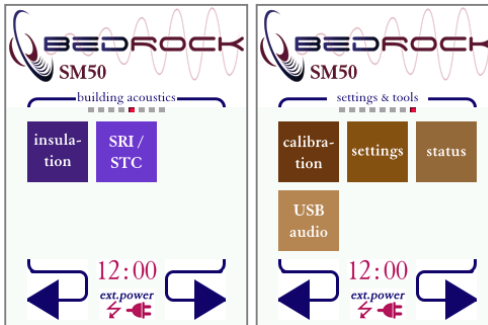 BEDROCK
SM50
building acoustics
insula-
tion
SRI /
STC
12:00
ext.power
BEDROCK
SM50
settings & tools
calibra-
tion
settings
status
USB
audio
12:00
ext.power